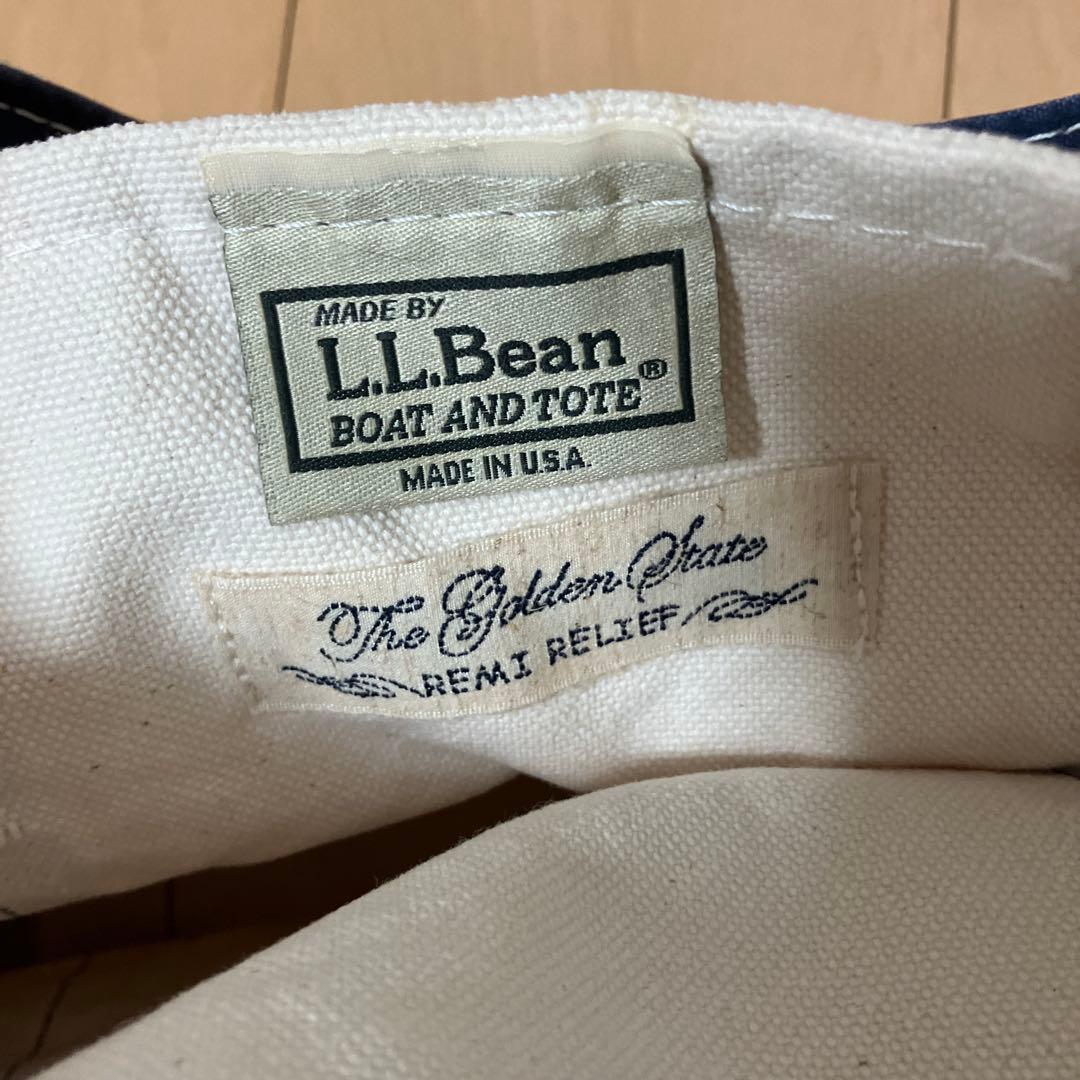 MADE BY
L.L.Bean
BOAT AND TOTE®
MADE IN U.S.A.
The Golden State
REMI RELIEF